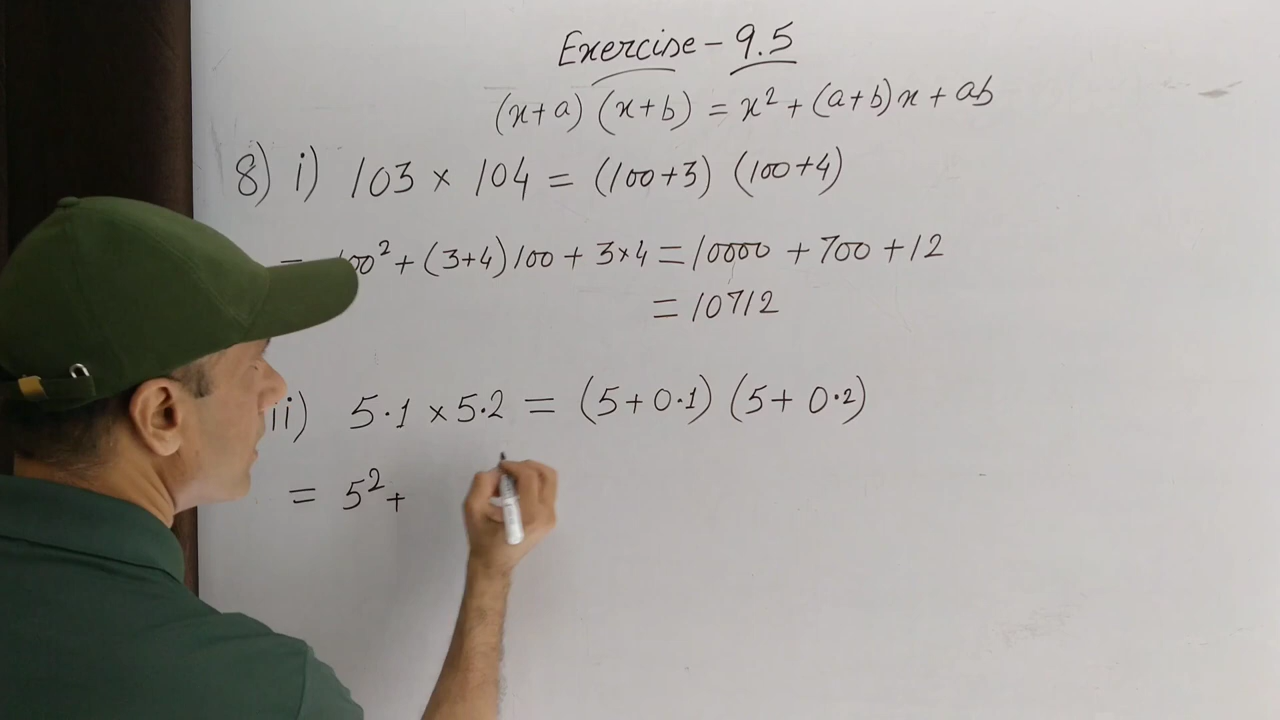 Exercise - 9.5
(x+a) (x+b) = x² + (a+b)x + ab
8) i) 103 × 104 = (100+3) (100+4)
= 100² + (3+4)100 + 3×4 = 10000 + 700 + 12
= 10712
ii) 5·1 × 5·2 = (5+0·1) (5+ 0·2)
= 5² +